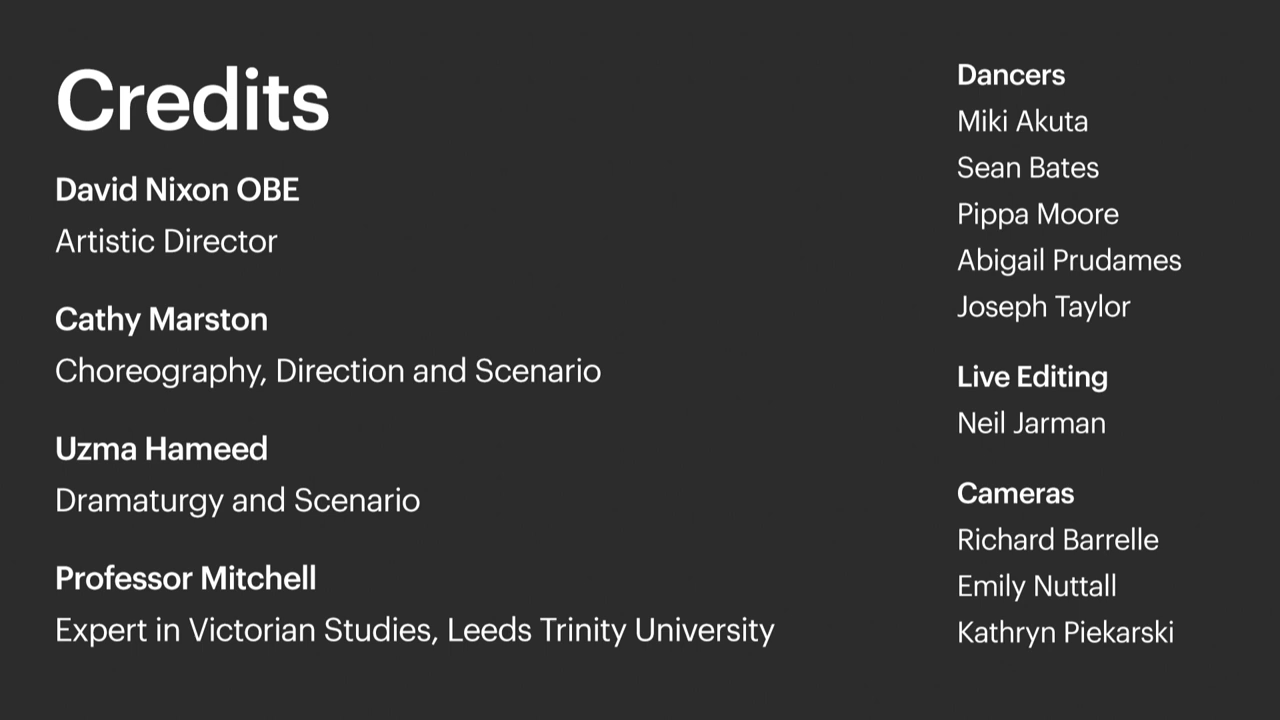 Credits
David Nixon OBE
Artistic Director
Cathy Marston
Choreography, Direction and Scenario
Uzma Hameed
Dramaturgy and Scenario
Professor Mitchell
Expert in Victorian Studies, Leeds Trinity University
Dancers
Miki Akuta
Sean Bates
Pippa Moore
Abigail Prudames
Joseph Taylor
Live Editing
Neil Jarman
Cameras
Richard Barrelle
Emily Nuttall
Kathryn Piekarski